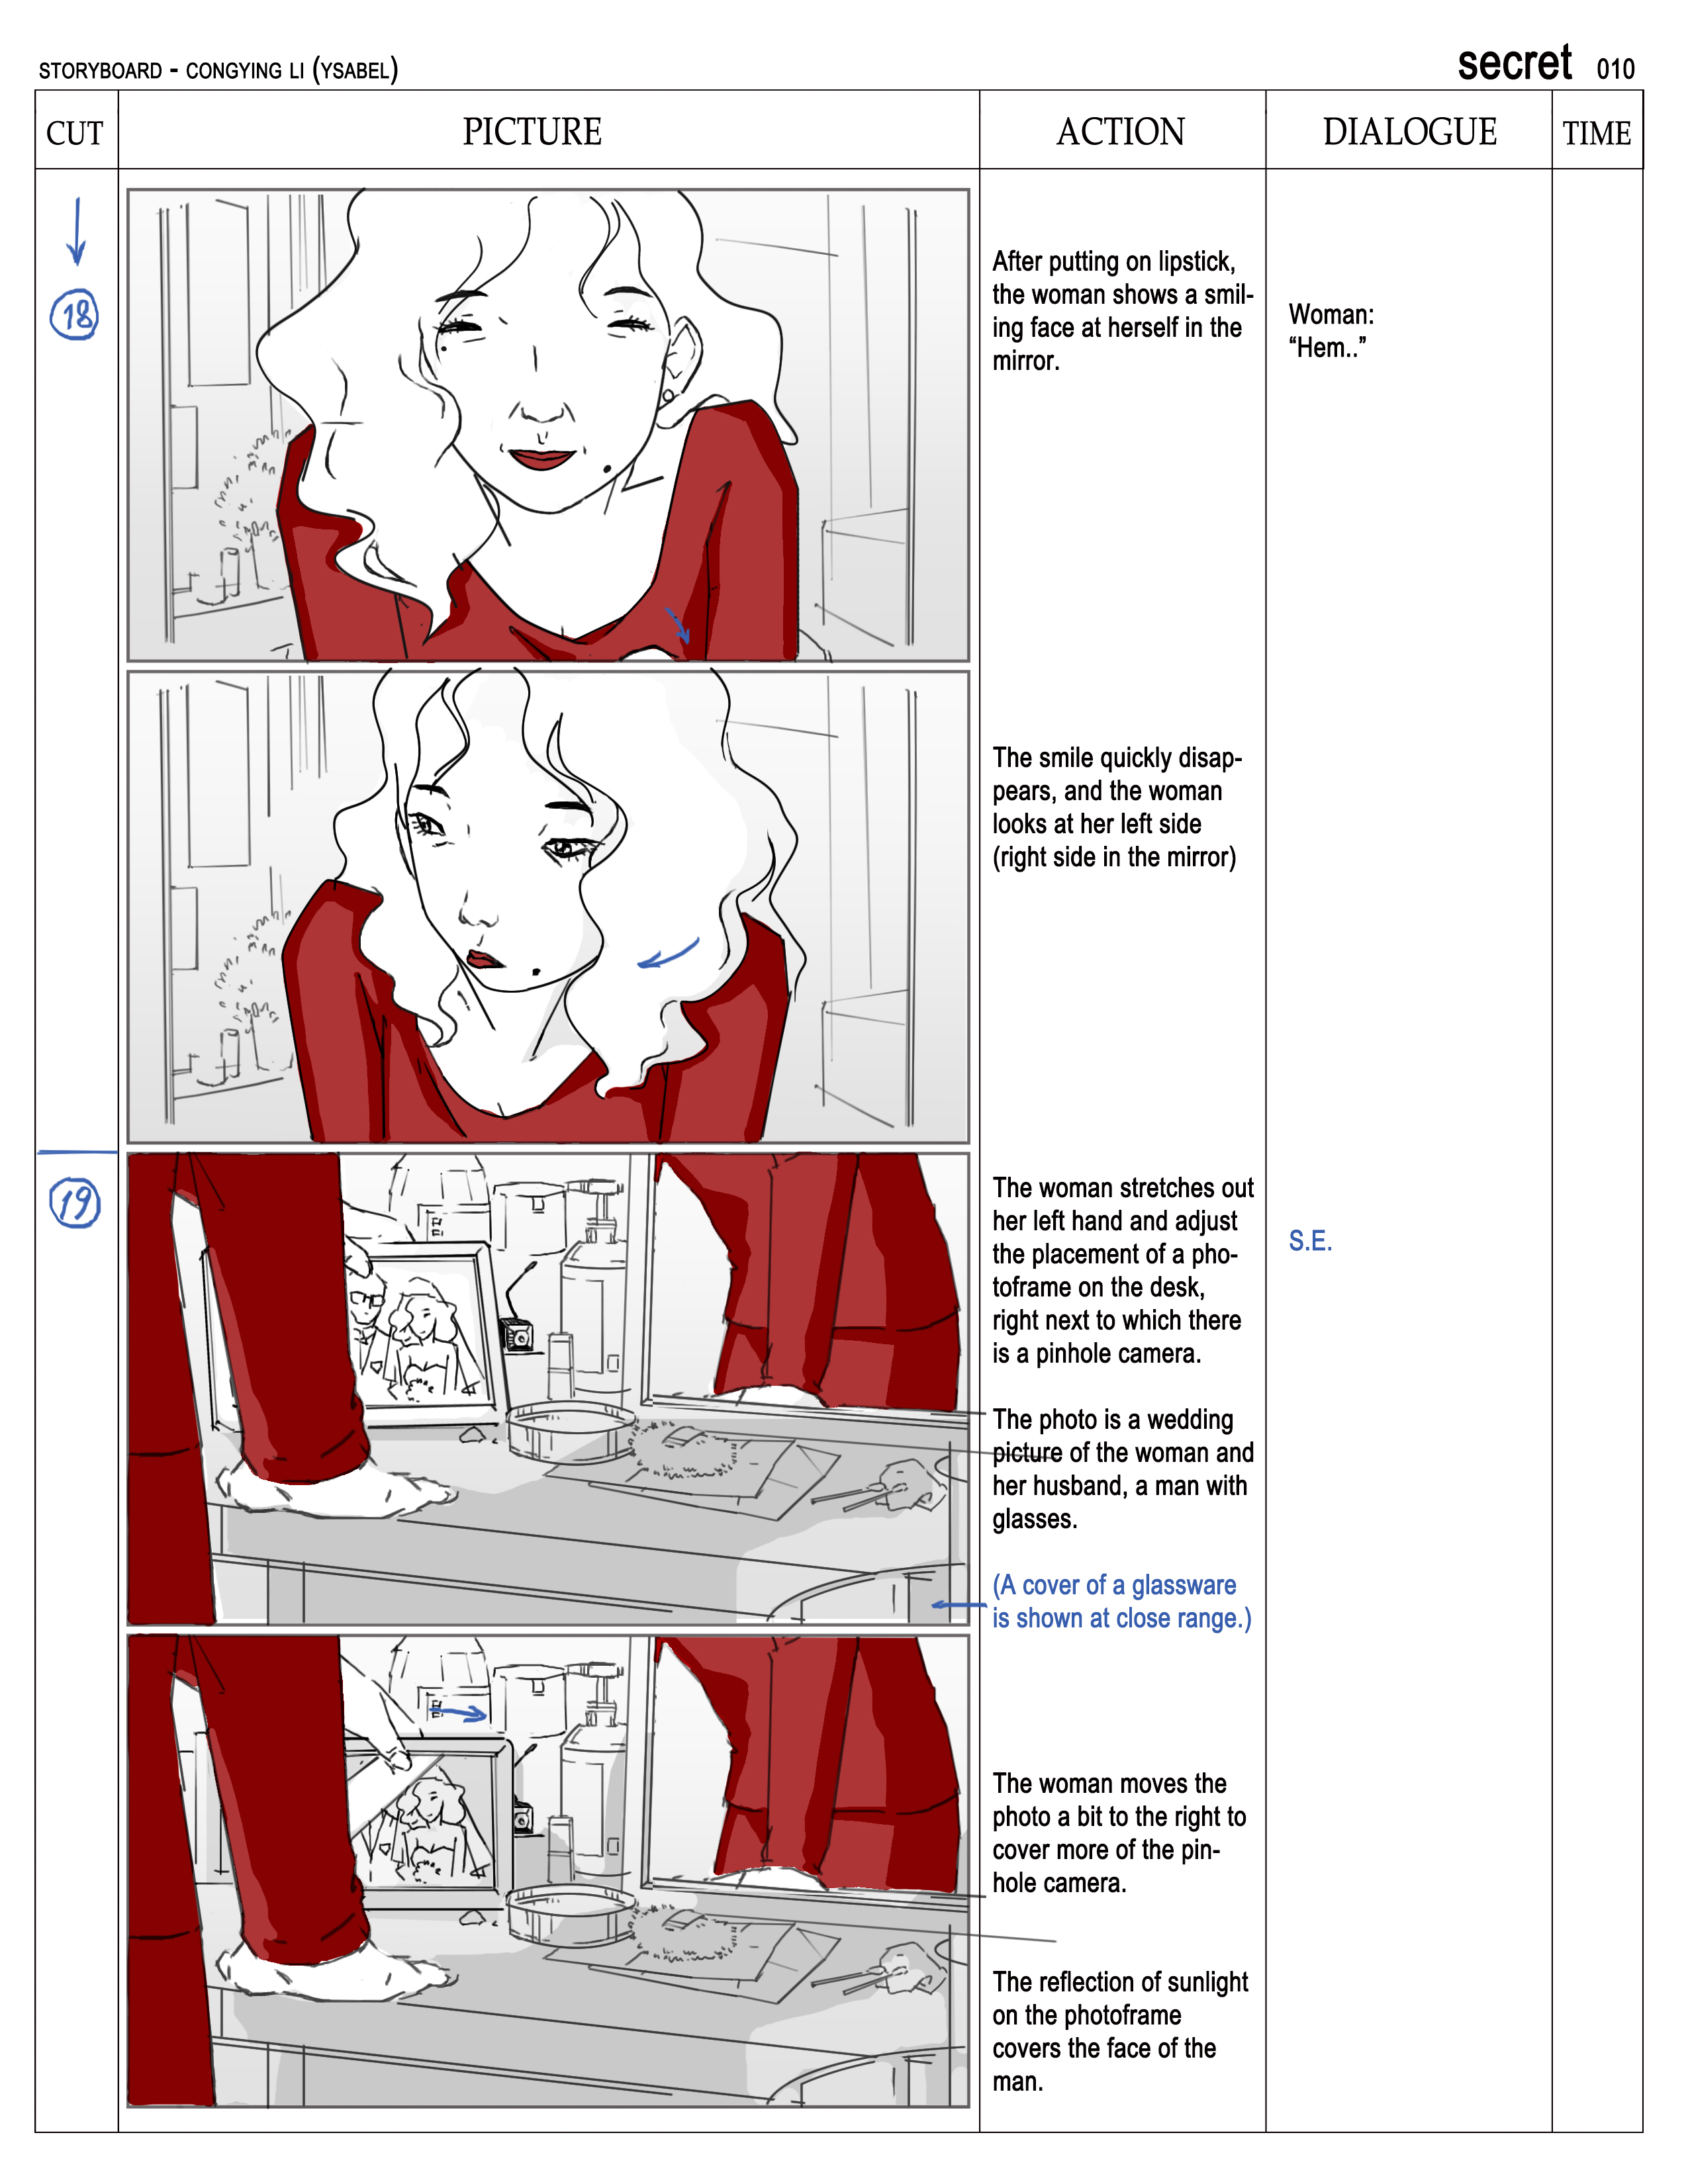 STORYBOARD - CONGYING LI (YSABEL)
secret 010
CUT
PICTURE
ACTION
DIALOGUE
TIME
18
After putting on lipstick,
the woman shows a smil-
ing face at herself in the
mirror.
Woman:
“Hem..”
The smile quickly disap-
pears, and the woman
looks at her left side
(right side in the mirror)
19
The woman stretches out
her left hand and adjust
the placement of a pho-
toframe on the desk,
right next to which there
is a pinhole camera.
S.E.
The photo is a wedding
picture of the woman and
her husband, a man with
glasses.
(A cover of a glassware
is shown at close range.)
The woman moves the
photo a bit to the right to
cover more of the pin-
hole camera.
The reflection of sunlight
on the photoframe
covers the face of the
man.